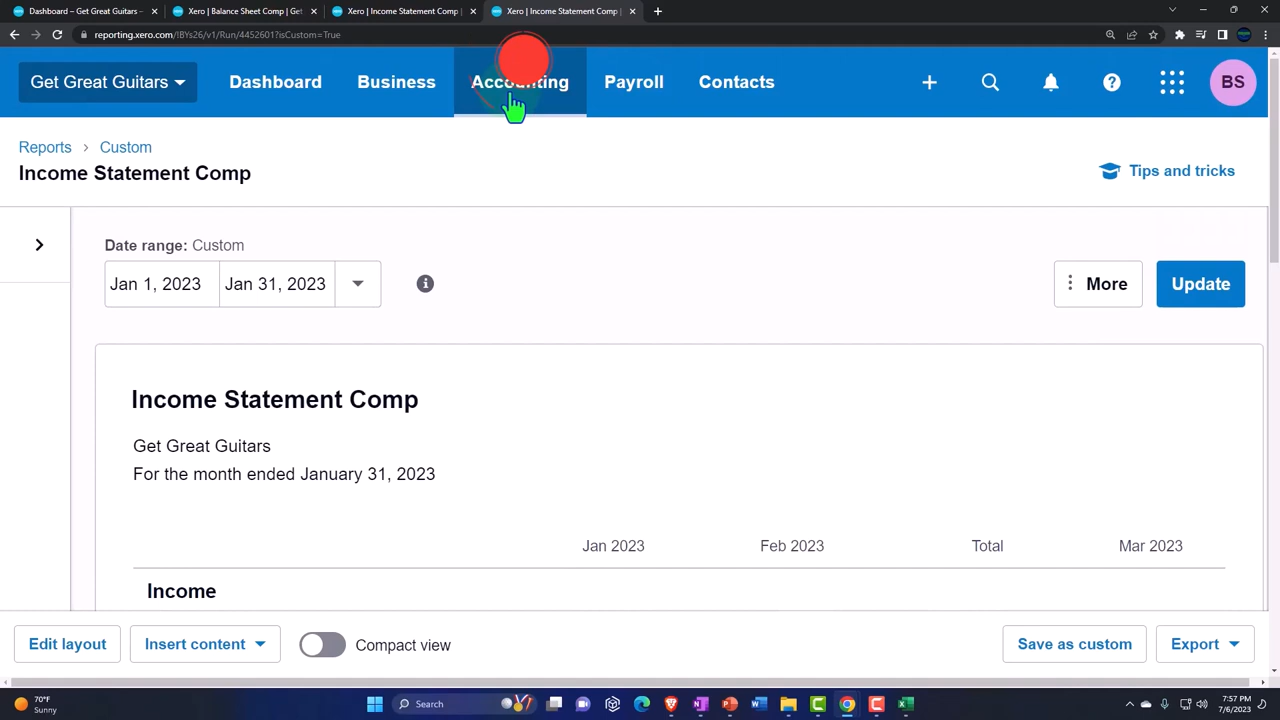 Dashboard – Get Great Guitars –
Xero | Balance Sheet Comp | Get
Xero | Income Statement Comp
Xero | Income Statement Comp |
reporting.xero.com/!BYs26/v1/Run/4452601?isCustom=True
Get Great Guitars
Dashboard
Business
Accounting
Payroll
Contacts
BS
Reports
Custom
Income Statement Comp
Tips and tricks
Date range: Custom
Jan 1, 2023
Jan 31, 2023
More
Update
Income Statement Comp
Get Great Guitars
For the month ended January 31, 2023
Jan 2023 Feb 2023 Total Mar 2023
Income
Edit layout
Insert content
Compact view
Save as custom
Export
70°F
Sunny
Search
7:57 PM
7/6/2023